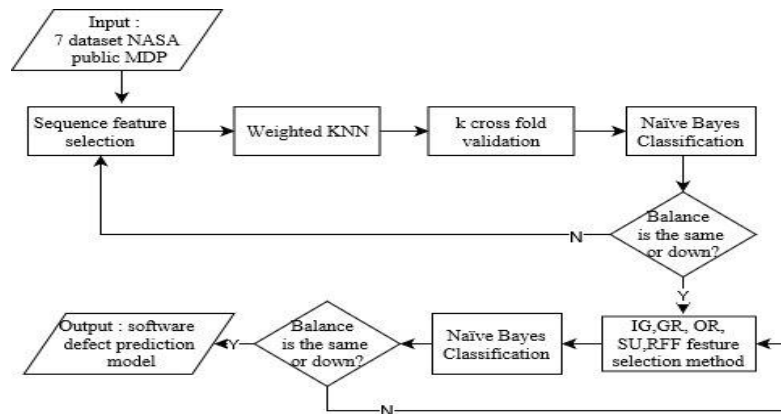 Input :
7 dataset NASA
public MDP
Sequence feature
selection
Weighted KNN
k cross fold
validation
Naïve Bayes
Classification
Balance
is the same
or down?
N
Y
IG,GR, OR,
SU,RFF festure
selection method
Naïve Bayes
Classification
Balance
is the same
or down?
Y
N
Output : software
defect prediction
model